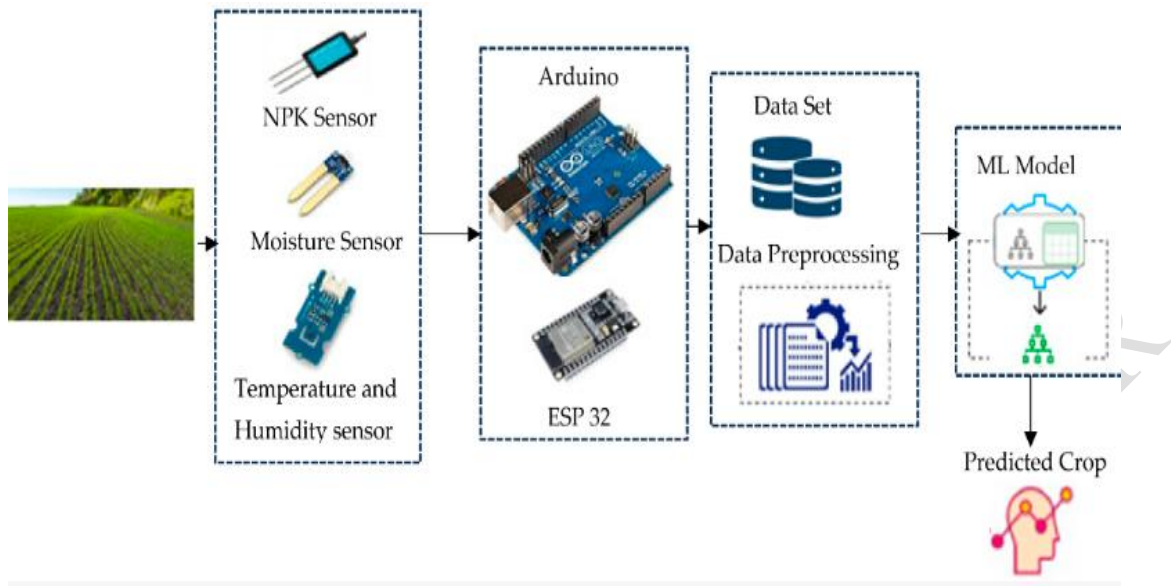 NPK Sensor
Moisture Sensor
Temperature and
Humidity sensor
Arduino
ESP 32
Data Set
Data Preprocessing
ML Model
Predicted Crop